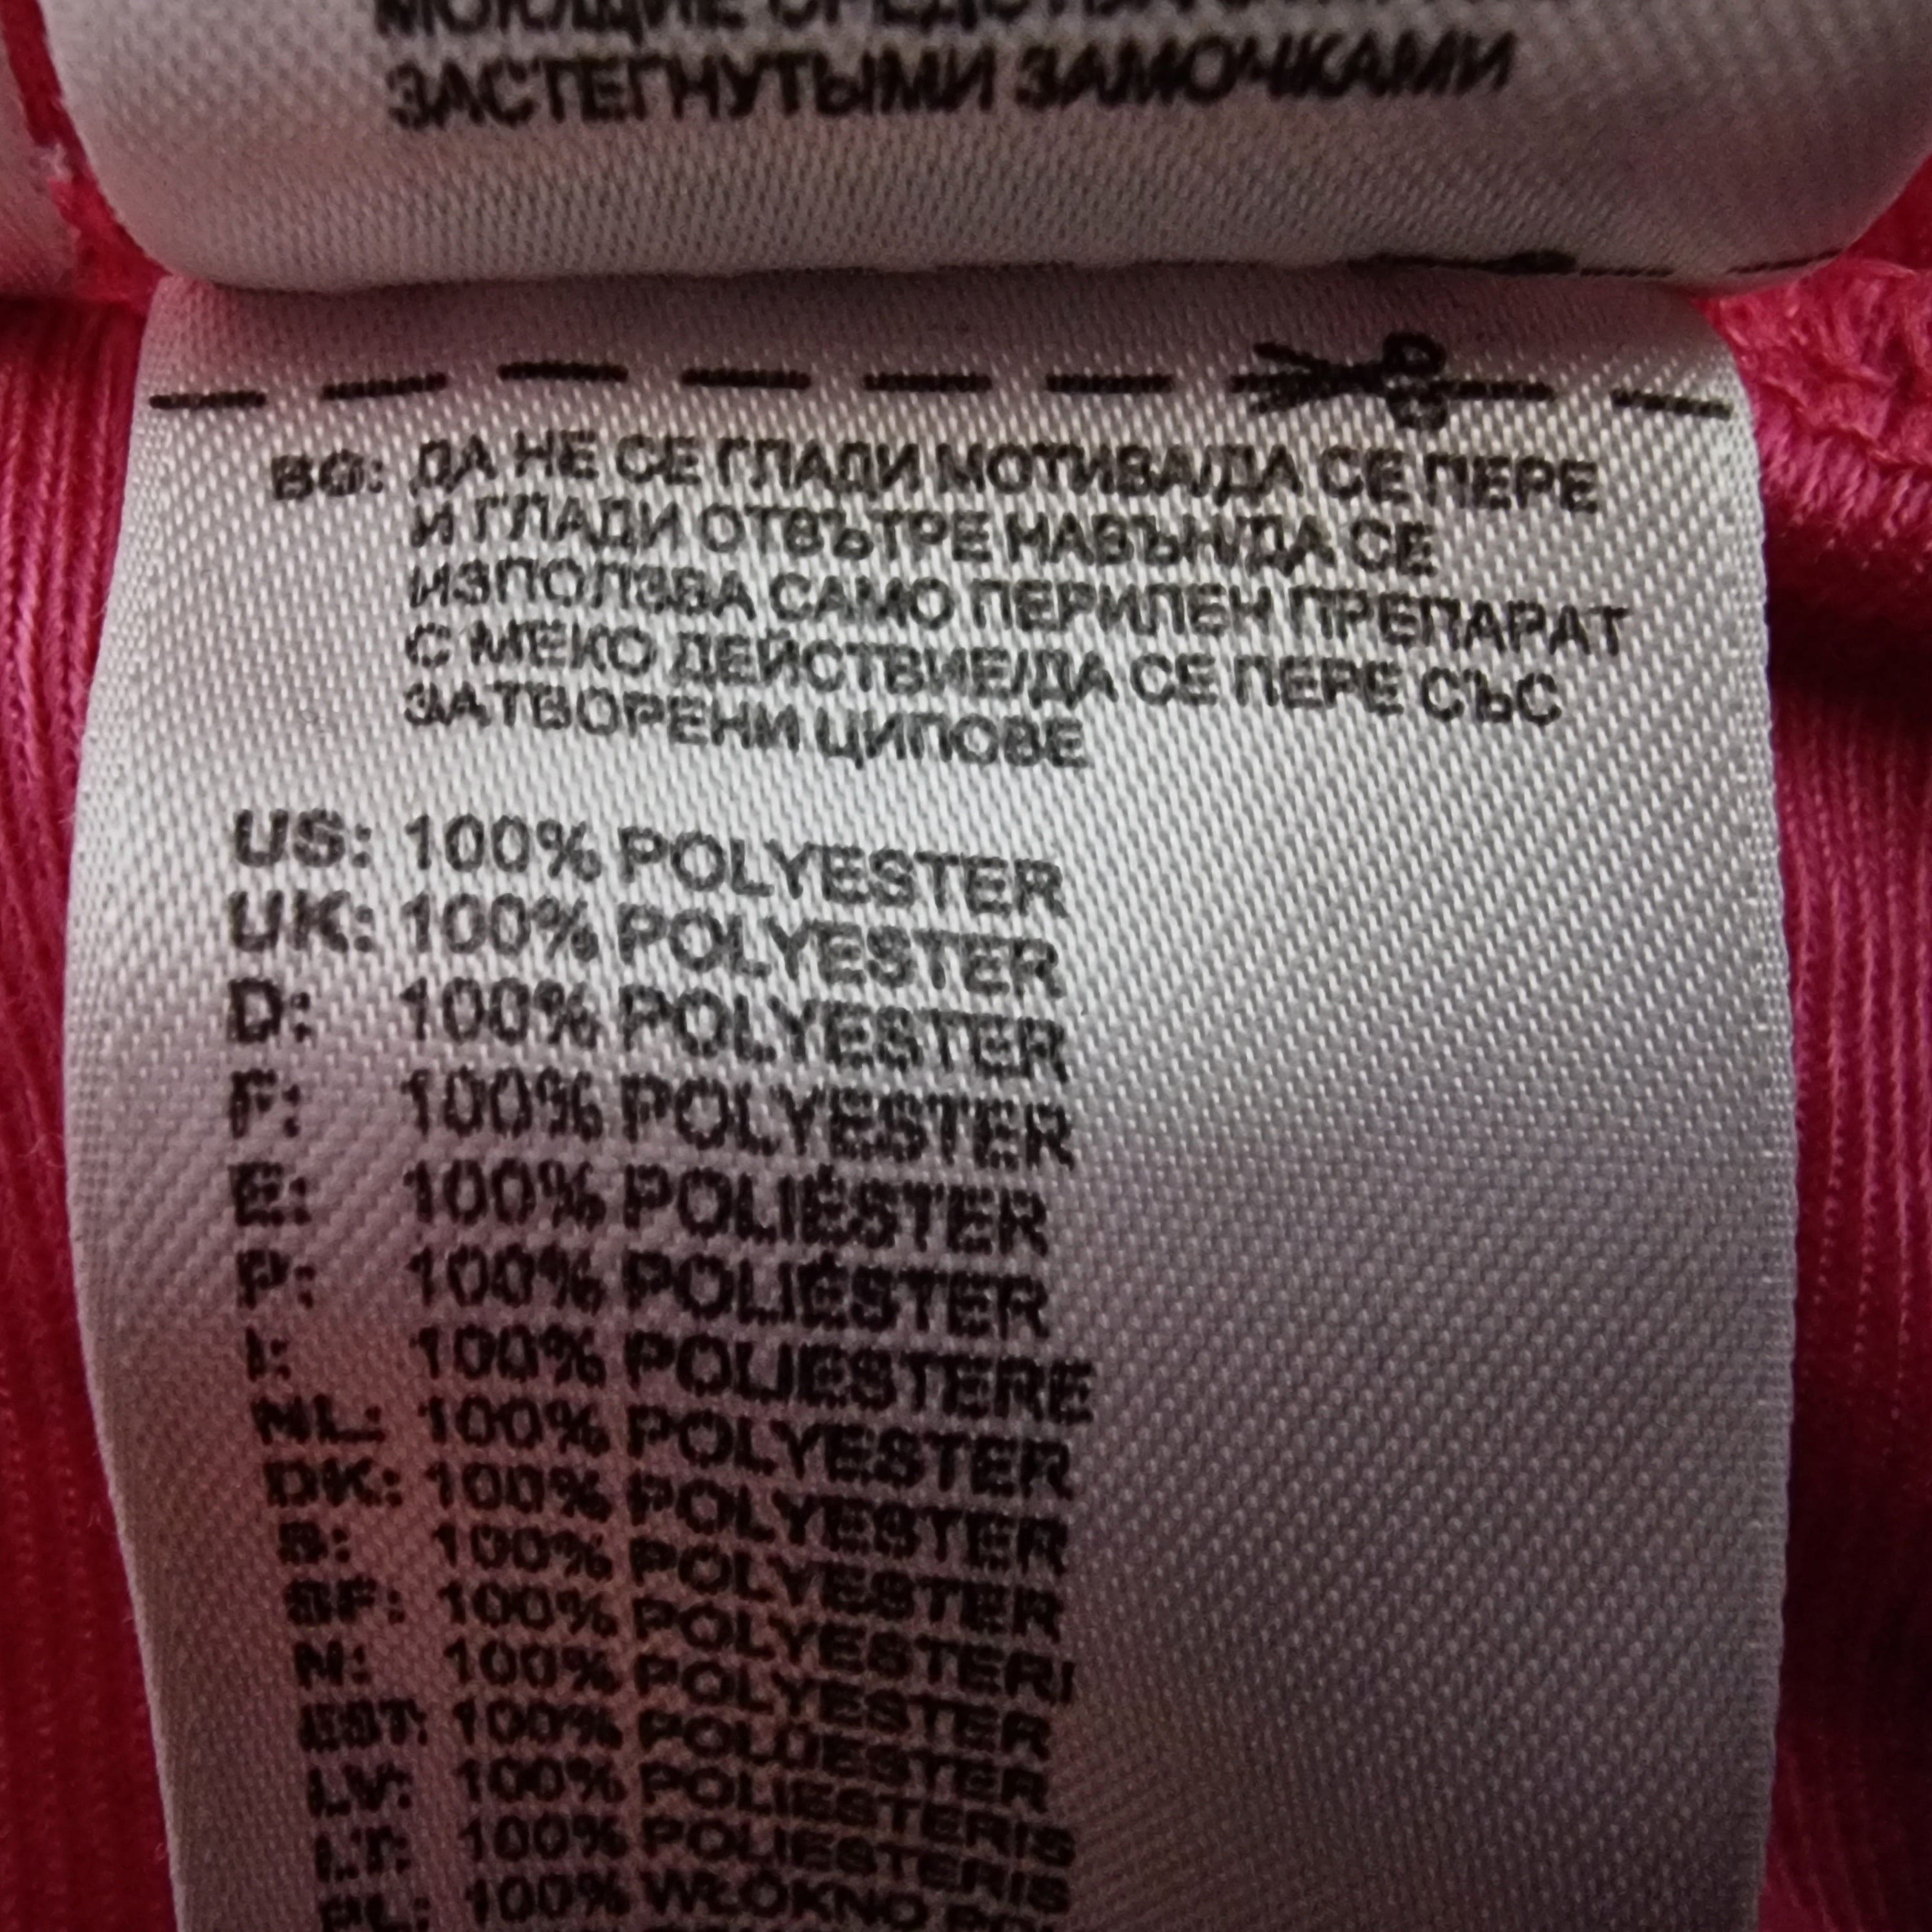 МОЮЩИЕ СРЕДСТВА
ЗАСТЕГНУТЫМИ ЗАМОЧКАМИ
BG: ДА НЕ СЕ ГЛАДИ МОТИВА/ДА СЕ ПЕРЕ
И ГЛАДИ ОТВЪТРЕ НАВЪН/ДА СЕ
ИЗПОЛЗВА САМО ПЕРИЛЕН ПРЕПАРАТ
С МЕКО ДЕЙСТВИЕ/ДА СЕ ПЕРЕ СЪС
ЗАТВОРЕНИ ЦИПОВЕ
US: 100% POLYESTER
UK: 100% POLYESTER
D: 100% POLYESTER
F: 100% POLYESTER
E: 100% POLIÉSTER
P: 100% POLIÉSTER
I: 100% POLIESTERE
NL: 100% POLYESTER
DK: 100% POLYESTER
S: 100% POLYESTER
SF: 100% POLYESTERI
N: 100% POLYESTER
EST: 100% POLÜESTER
LV: 100% POLIESTERIS
LT: 100% POLIESTERIS
PL: 100% WŁÓKNO